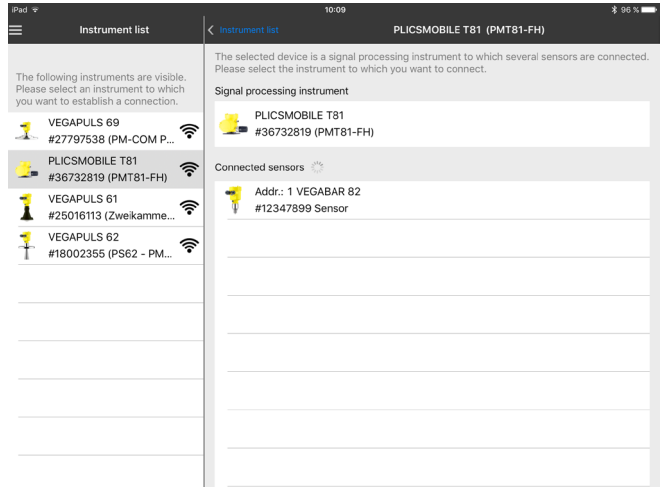 iPad
10:09
96 %
Instrument list
Instrument list
PLICSMOBILE T81 (PMT81-FH)
The following instruments are visible.
Please select an instrument to which
you want to establish a connection.
VEGAPULS 69
#27797538 (PM-COM P...
PLICSMOBILE T81
#36732819 (PMT81-FH)
VEGAPULS 61
#25016113 (Zweikamme...
VEGAPULS 62
#18002355 (PS62 - PM...
The selected device is a signal processing instrument to which several sensors are connected.
Please select the instrument to which you want to connect.
Signal processing instrument
PLICSMOBILE T81
#36732819 (PMT81-FH)
Connected sensors
Addr.: 1 VEGABAR 82
#12347899 Sensor